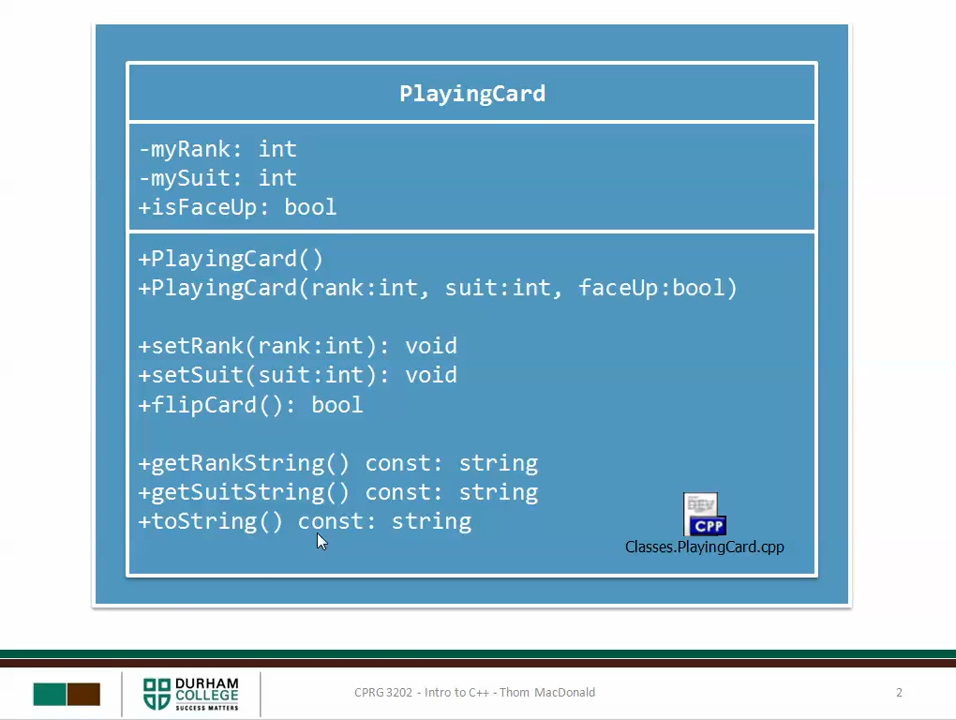 PlayingCard
-myRank: int
-mySuit: int
+isFaceUp: bool
+PlayingCard()
+PlayingCard(rank:int, suit:int, faceUp:bool)
+setRank(rank:int): void
+setSuit(suit:int): void
+flipCard(): bool
+getRankString() const: string
+getSuitString() const: string
+toString() const: string
DEV
CPP
Classes.PlayingCard.cpp
DURHAM
COLLEGE
SUCCESS MATTERS
CPRG 3202 - Intro to C++ - Thom MacDonald
2